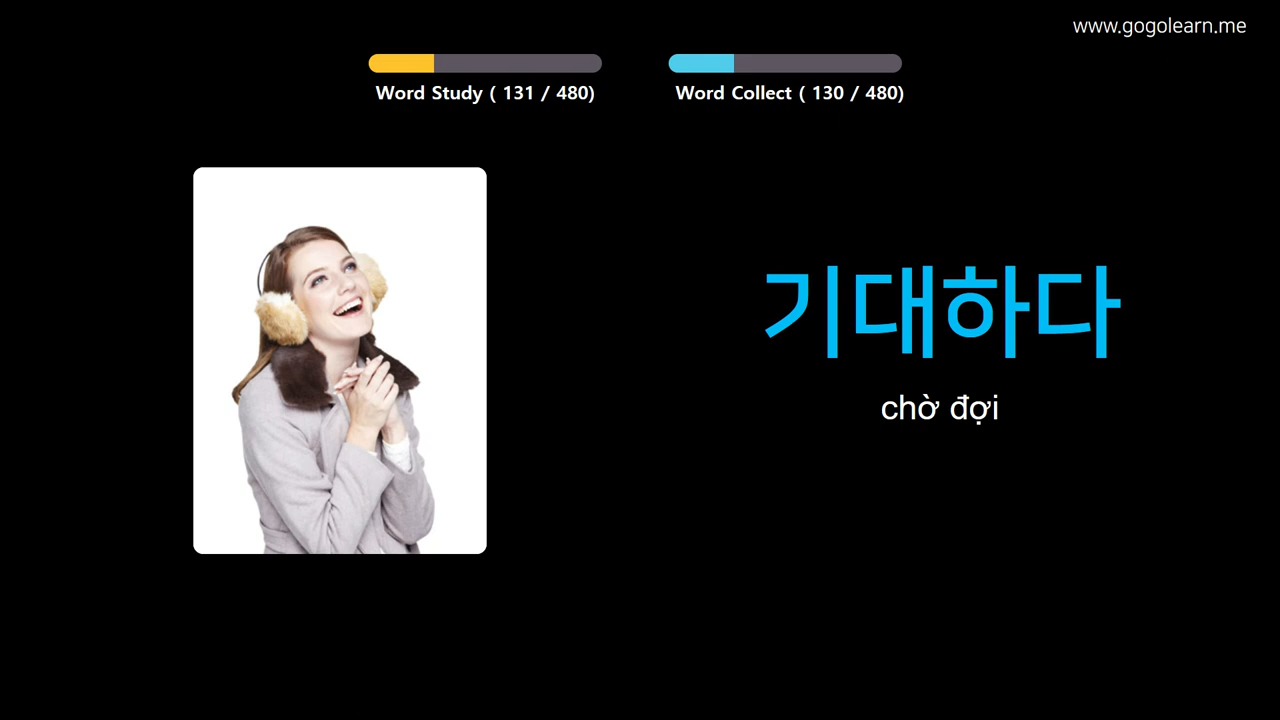 www.gogolearn.me
Word Study ( 131 / 480)
Word Collect ( 130 / 480)
기대하다
chờ đợi